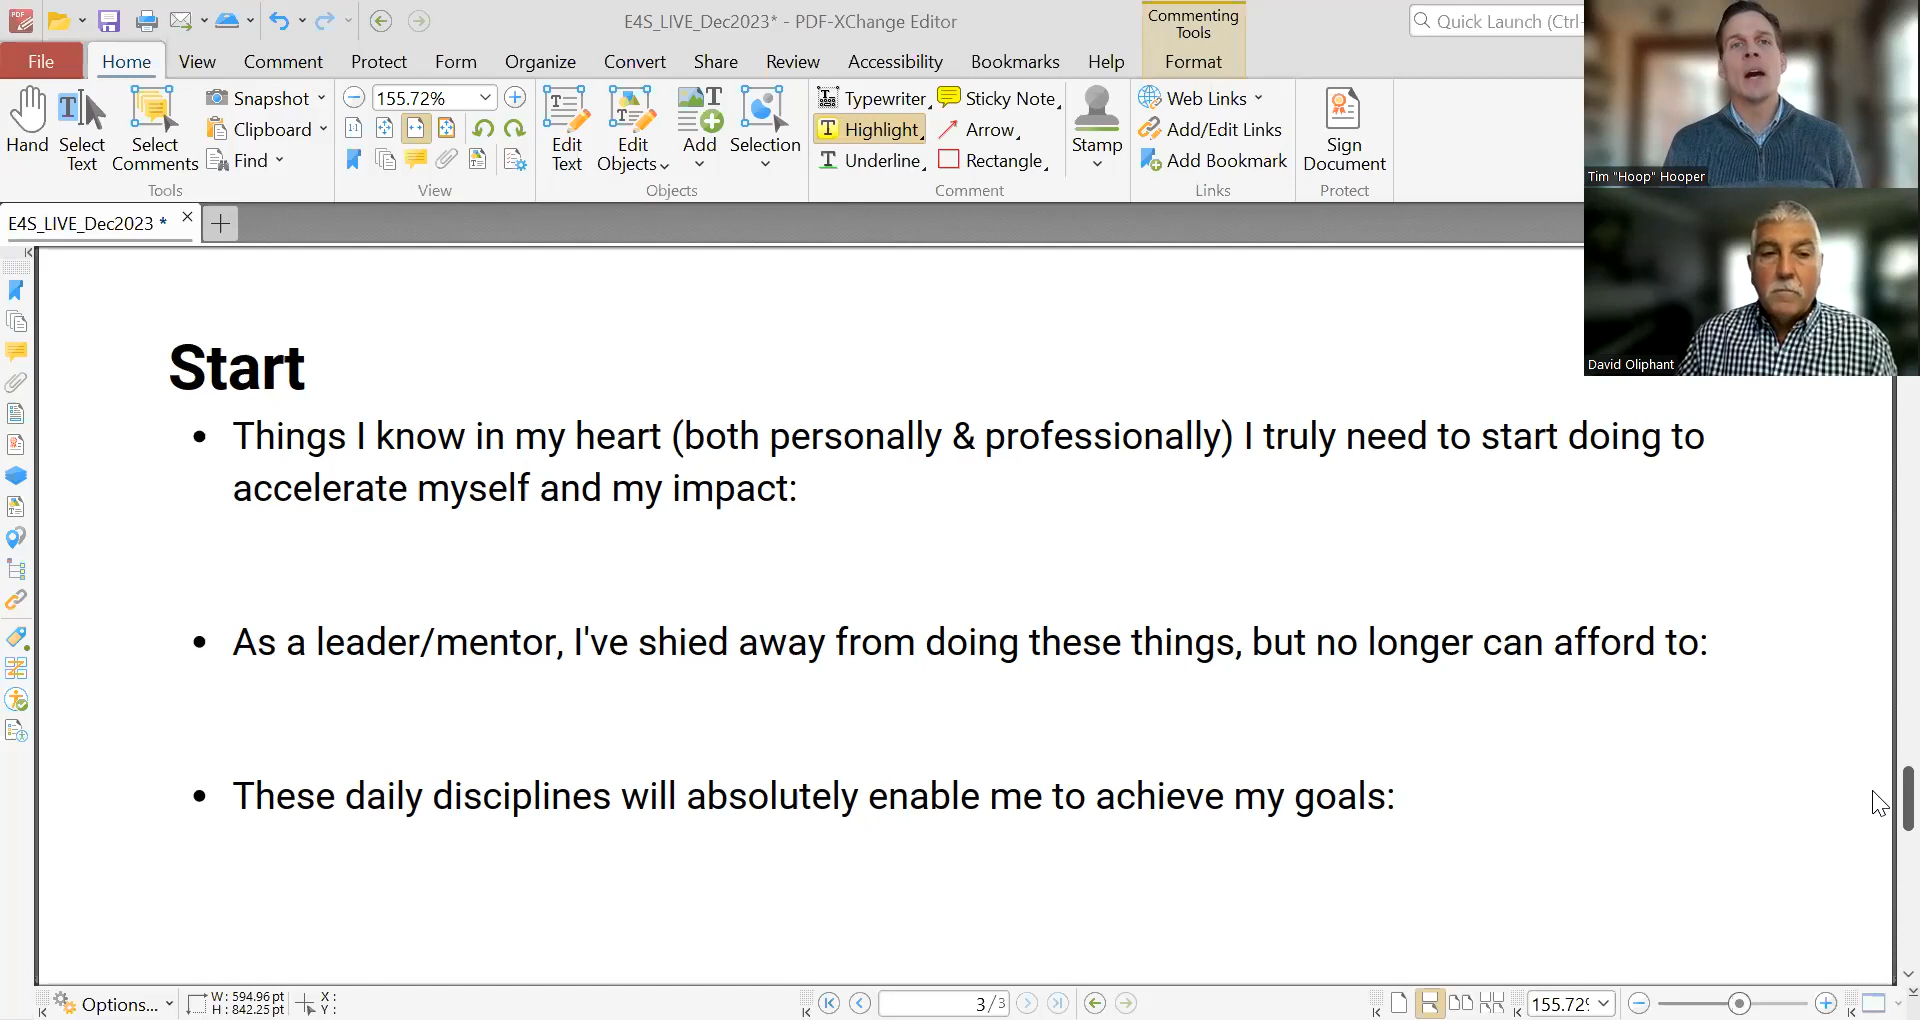 E4S_LIVE_Dec2023* - PDF-XChange Editor
Commenting Tools
Quick Launch (Ctrl-
File Home View Comment Protect Form Organize Convert Share Review Accessibility Bookmarks Help Format
Hand
Select Text
Select Comments
Snapshot
Clipboard
Find
Tools
155.72%
View
Edit Text
Edit Objects
Add
Selection
Objects
Typewriter
Highlight
Underline
Sticky Note
Arrow
Rectangle
Stamp
Comment
Web Links
Add/Edit Links
Add Bookmark
Links
Sign Document
Protect
Tim "Hoop" Hooper
David Oliphant
E4S_LIVE_Dec2023 *
Start
• Things I know in my heart (both personally & professionally) I truly need to start doing to
accelerate myself and my impact:
• As a leader/mentor, I've shied away from doing these things, but no longer can afford to:
• These daily disciplines will absolutely enable me to achieve my goals:
Options...
W: 594.96 pt
H: 842.25 pt
X:
Y:
3/3
155.72%